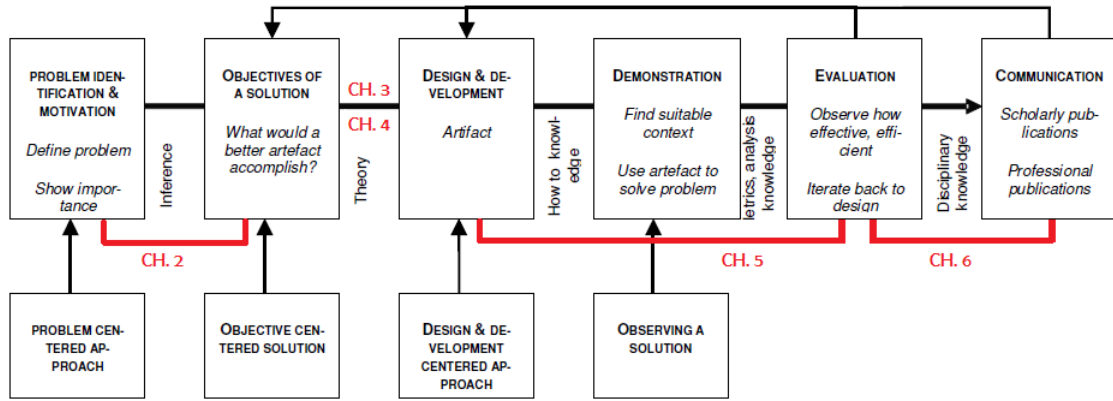 PROBLEM IDEN-
TIFICATION &
MOTIVATION
Define problem
Show impor-
tance
Inference
OBJECTIVES OF
A SOLUTION
What would a
better artefact
accomplish?
CH. 3
CH. 4
Theory
DESIGN & DE-
VELOPMENT
Artifact
How to knowl-
edge
DEMONSTRATION
Find suitable
context
Use artefact to
solve problem
letrics, analysis
knowledge
EVALUATION
Observe how
effective, effi-
cient
Iterate back to
design
Disciplinary
knowledge
COMMUNICATION
Scholarly pub-
lications
Professional
publications
CH. 2
CH. 5
CH. 6
PROBLEM CEN-
TERED AP-
PROACH
OBJECTIVE CEN-
TERED SOLUTION
DESIGN & DE-
VELOPMENT
CENTERED AP-
PROACH
OBSERVING A
SOLUTION